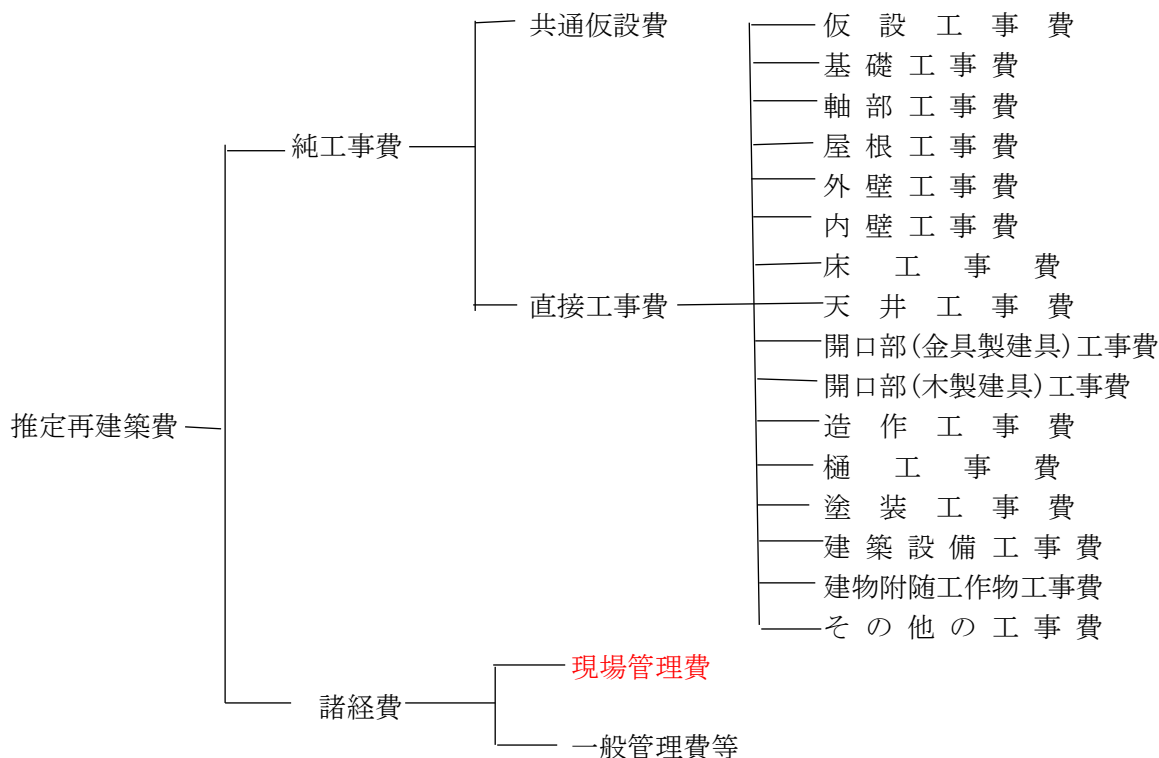 共通仮設費
仮設工事費
基礎工事費
軸部工事費
純工事費
屋根工事費
外壁工事費
内壁工事費
床工事費
直接工事費
天井工事費
開口部(金具製建具)工事費
開口部(木製建具)工事費
推定再建築費
造作工事費
樋工事費
塗装工事費
建築設備工事費
建物附随工作物工事費
その他の工事費
現場管理費
諸経費
一般管理費等